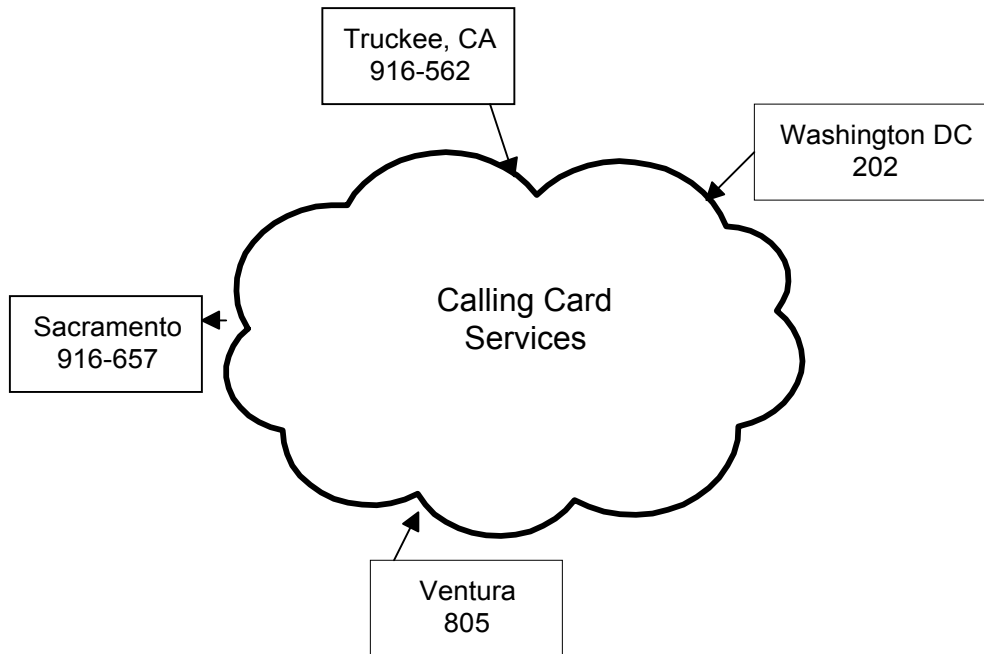 Truckee, CA
916-562
Washington DC
202
Calling Card
Services
Sacramento
916-657
Ventura
805